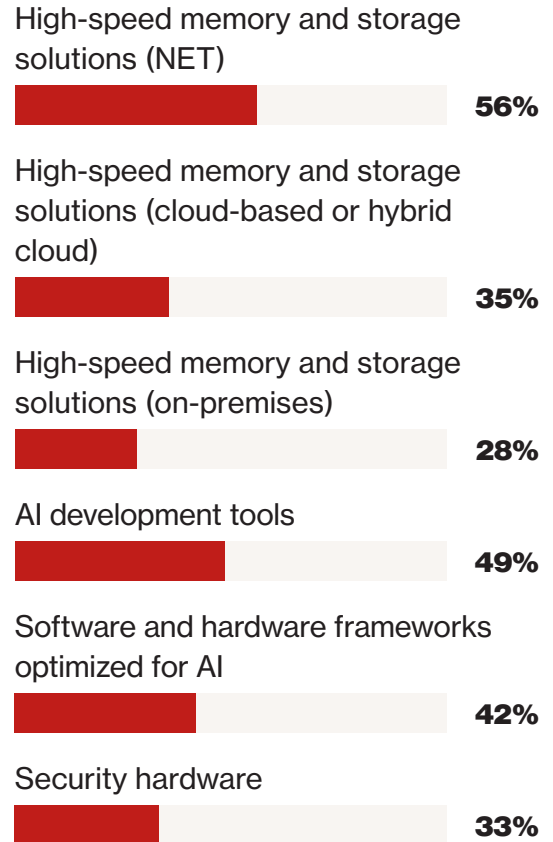 High-speed memory and storage
solutions (NET)
56%
High-speed memory and storage
solutions (cloud-based or hybrid
cloud)
35%
High-speed memory and storage
solutions (on-premises)
28%
AI development tools
49%
Software and hardware frameworks
optimized for AI
42%
Security hardware
33%